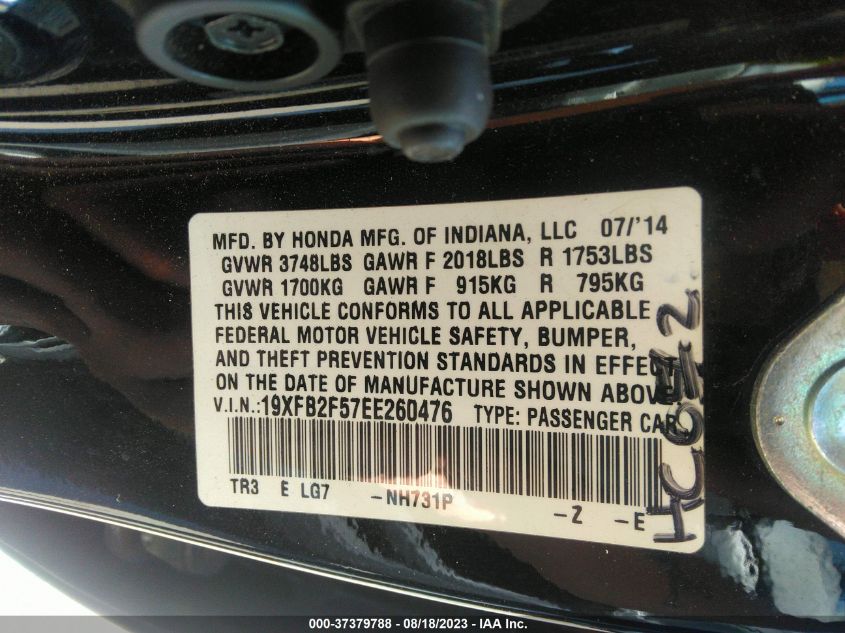 MFD. BY HONDA MFG. OF INDIANA, LLC 07/'14
GVWR 3748LBS GAWR F 2018LBS R 1753LBS
GVWR 1700KG GAWR F 915KG R 795KG
THIS VEHICLE CONFORMS TO ALL APPLICABLE
FEDERAL MOTOR VEHICLE SAFETY, BUMPER,
AND THEFT PREVENTION STANDARDS IN EFFECT
ON THE DATE OF MANUFACTURE SHOWN ABOVE.
V.I.N.:19XFB2F57EE260476 TYPE: PASSENGER CAR
TR3 E LG7 -NH731P -Z -E
000-37379788 - 08/18/2023 - IAA Inc.